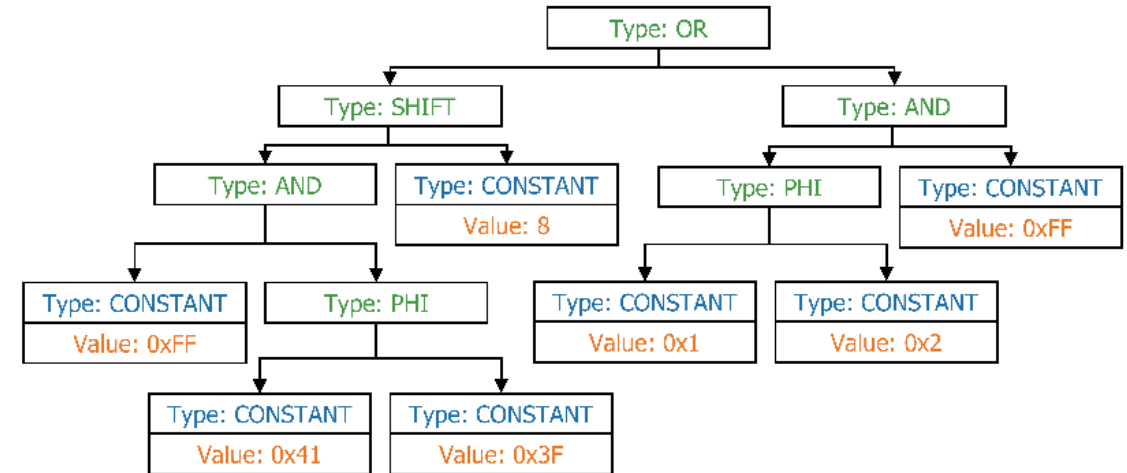 Type: OR
Type: SHIFT
Type: AND
Type: AND
Type: CONSTANT
Value: 8
Type: PHI
Type: CONSTANT
Value: 0xFF
Type: CONSTANT
Value: 0xFF
Type: PHI
Type: CONSTANT
Value: 0x1
Type: CONSTANT
Value: 0x2
Type: CONSTANT
Value: 0x41
Type: CONSTANT
Value: 0x3F